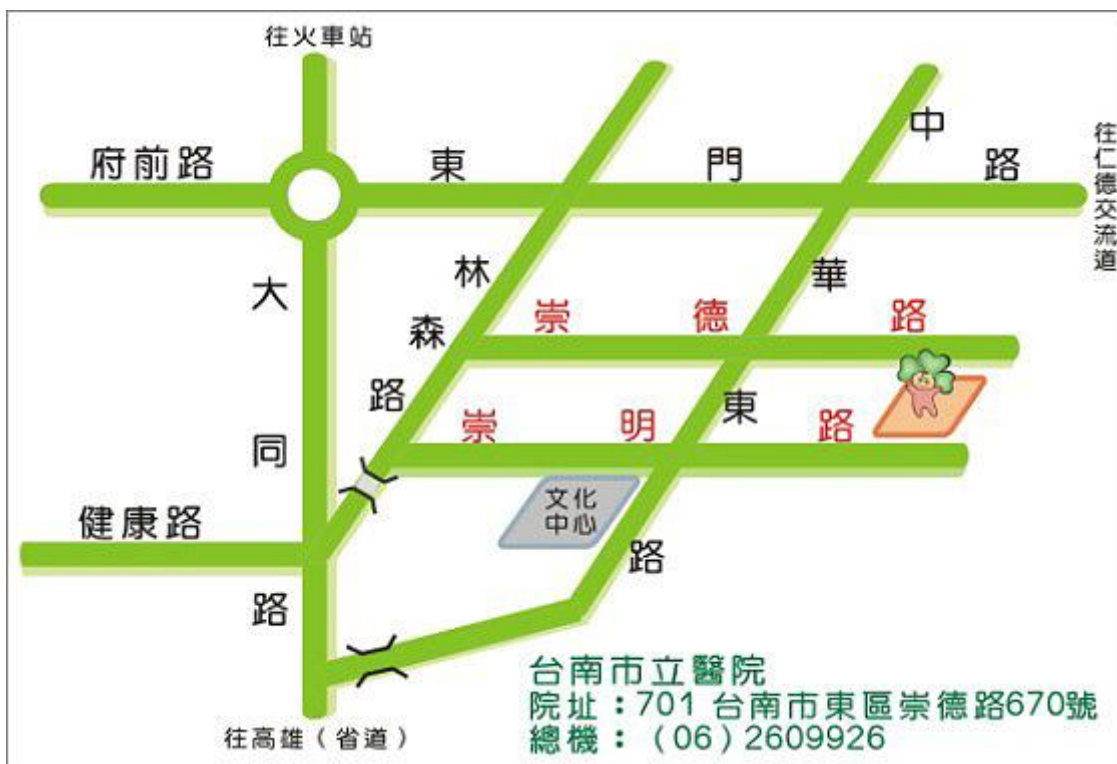 往火車站
府前路
東門路
往仁德交流道
中華東路
林森路
大同路
崇德路
崇明路
健康路
文化
中心
往高雄（省道）
台南市立醫院
院址：701 台南市東區崇德路670號
總機：（06）2609926